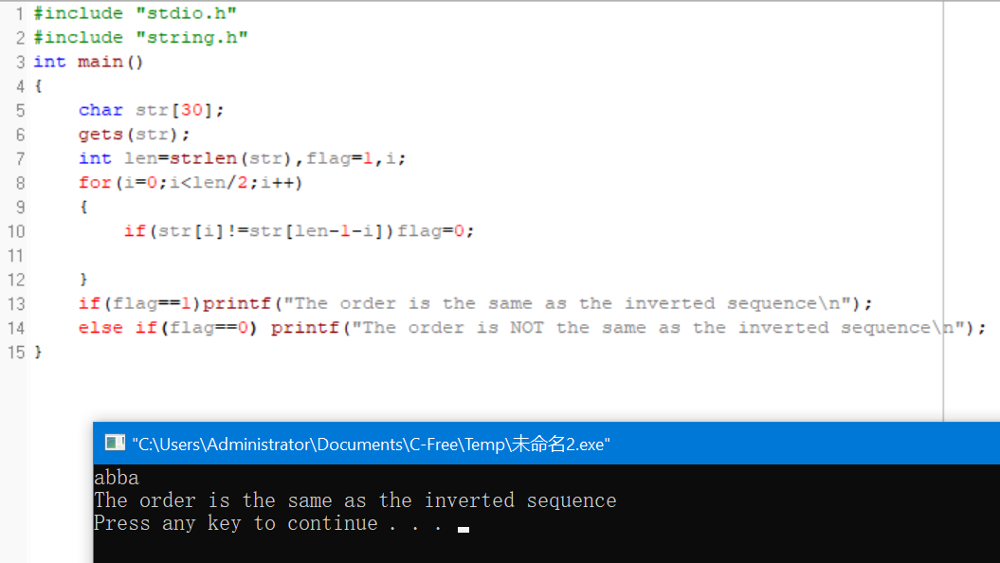 1 #include "stdio.h"
2 #include "string.h"
3 int main()
4 {
5 char str[30];
6 gets(str);
7 int len=strlen(str),flag=1,i;
8 for(i=0;i<len/2;i++)
9 {
10 if(str[i]!=str[len-1-i])flag=0;
11
12 }
13 if(flag==1)printf("The order is the same as the inverted sequence\n");
14 else if(flag==0) printf("The order is NOT the same as the inverted sequence\n");
15 }
"C:\Users\Administrator\Documents\C-Free\Temp\未命名2.exe"
abba
The order is the same as the inverted sequence
Press any key to continue . . .